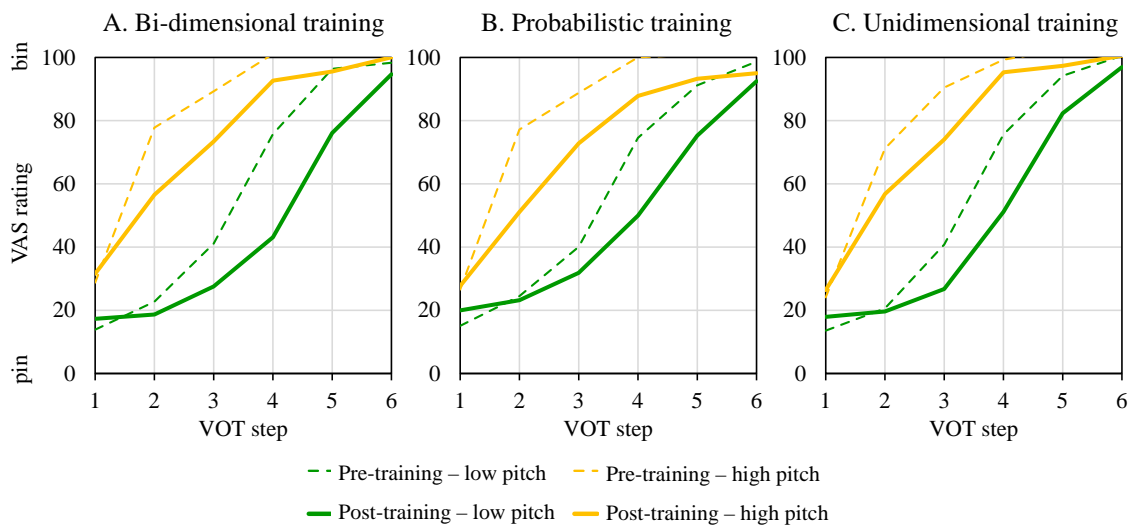 A. Bi-dimensional training
B. Probabilistic training
C. Unidimensional training
bin
VAS rating
pin
100
80
60
40
20
0
1 2 3 4 5 6
VOT step
100
80
60
40
20
0
1 2 3 4 5 6
VOT step
100
80
60
40
20
0
1 2 3 4 5 6
VOT step
Pre-training – low pitch
Pre-training – high pitch
Post-training – low pitch
Post-training – high pitch